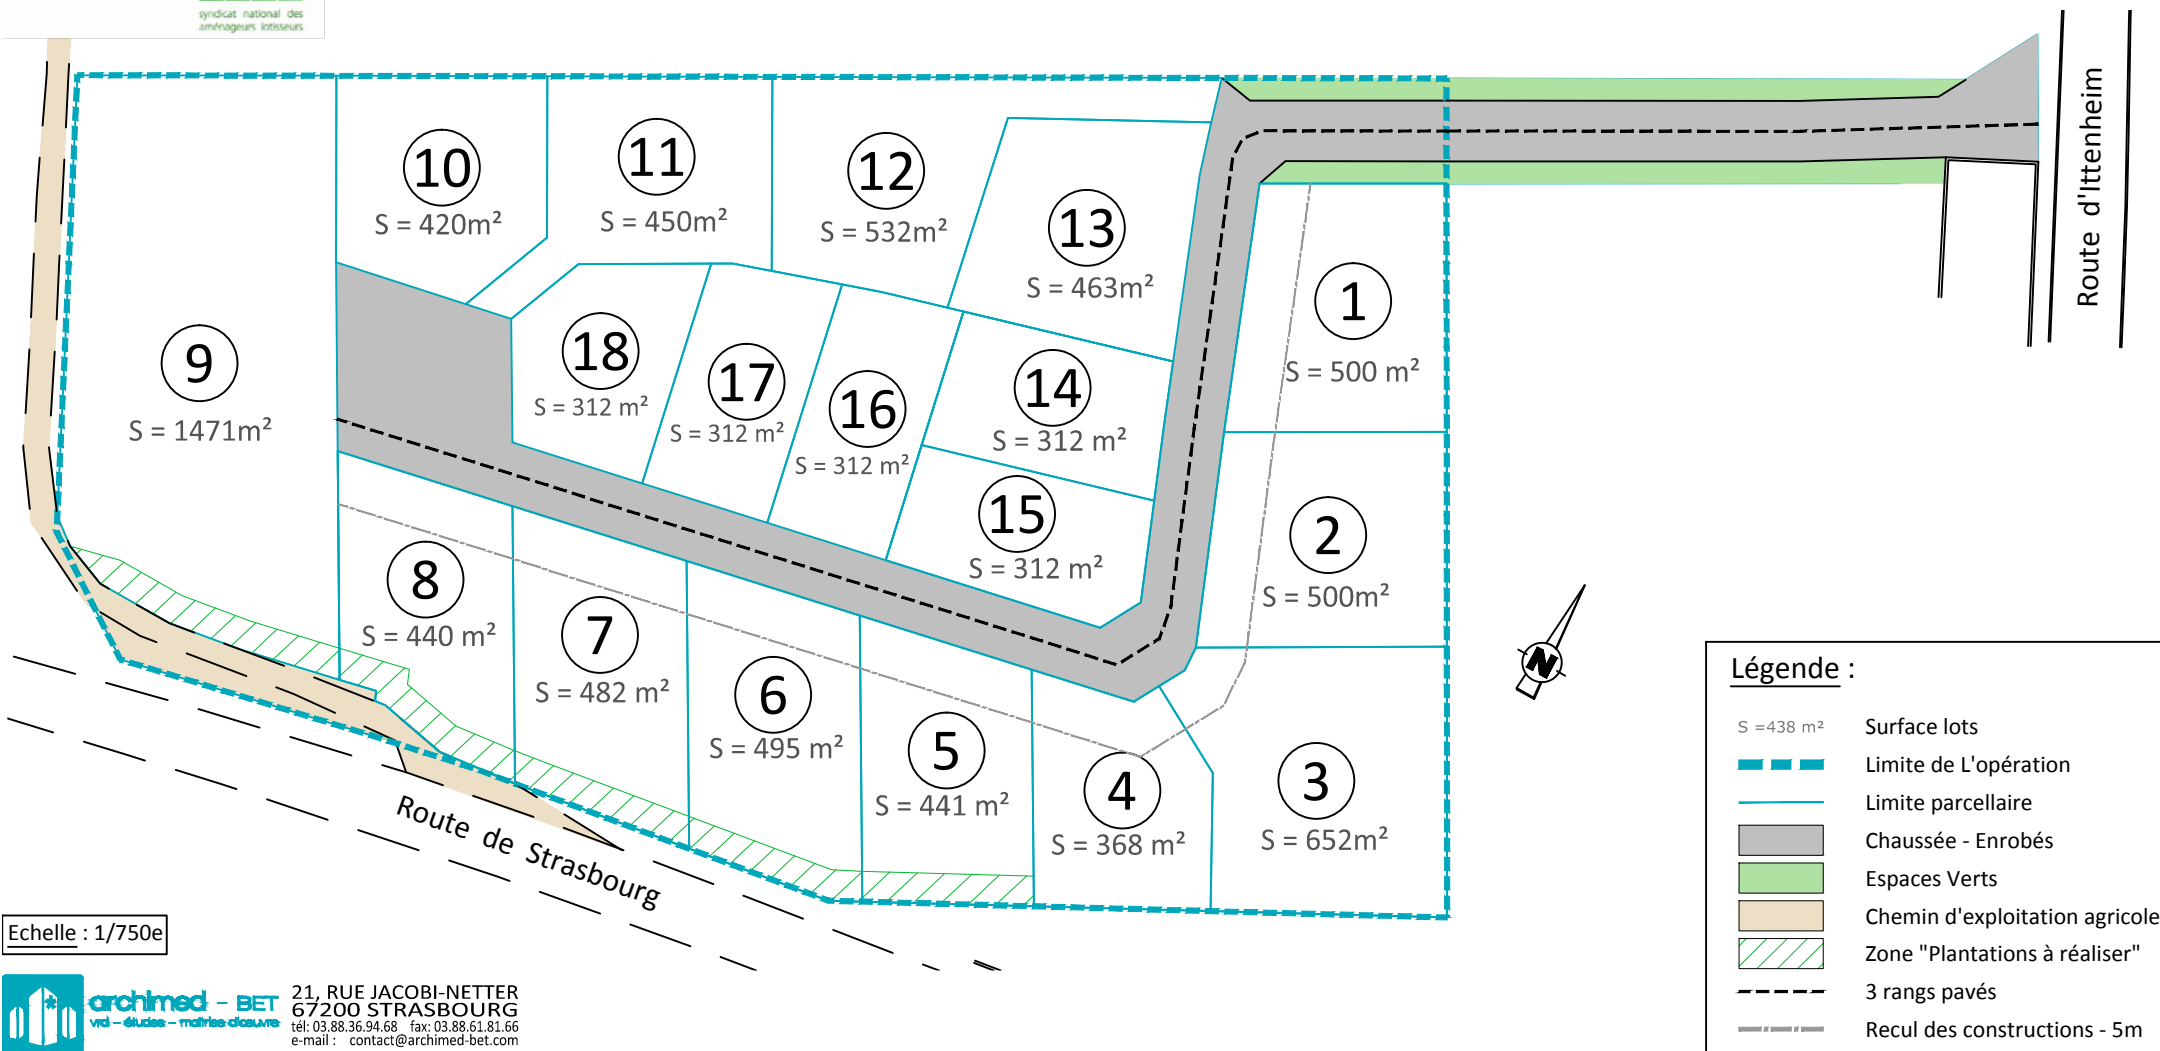 syndicat national des
aménageurs lotisseurs
Route d'Ittenheim
10
S = 420m²
11
S = 450m²
12
S = 532m²
13
S = 463m²
1
S = 500 m²
9
S = 1471m²
18
S = 312 m²
17
S = 312 m²
16
S = 312 m²
14
S = 312 m²
15
S = 312 m²
2
S = 500m²
8
S = 440 m²
7
S = 482 m²
6
S = 495 m²
5
S = 441 m²
4
S = 368 m²
3
S = 652m²
N
Route de Strasbourg
Légende :
S =438 m² Surface lots
Limite de L'opération
Limite parcellaire
Chaussée - Enrobés
Espaces Verts
Chemin d'exploitation agricole
Zone "Plantations à réaliser"
3 rangs pavés
Recul des constructions - 5m
Echelle : 1/750e
archimed - BET
vrd - études - maîtrise d'oeuvre
21, RUE JACOBI-NETTER
67200 STRASBOURG
tél: 03.88.36.94.68 fax: 03.88.61.81.66
e-mail : contact@archimed-bet.com